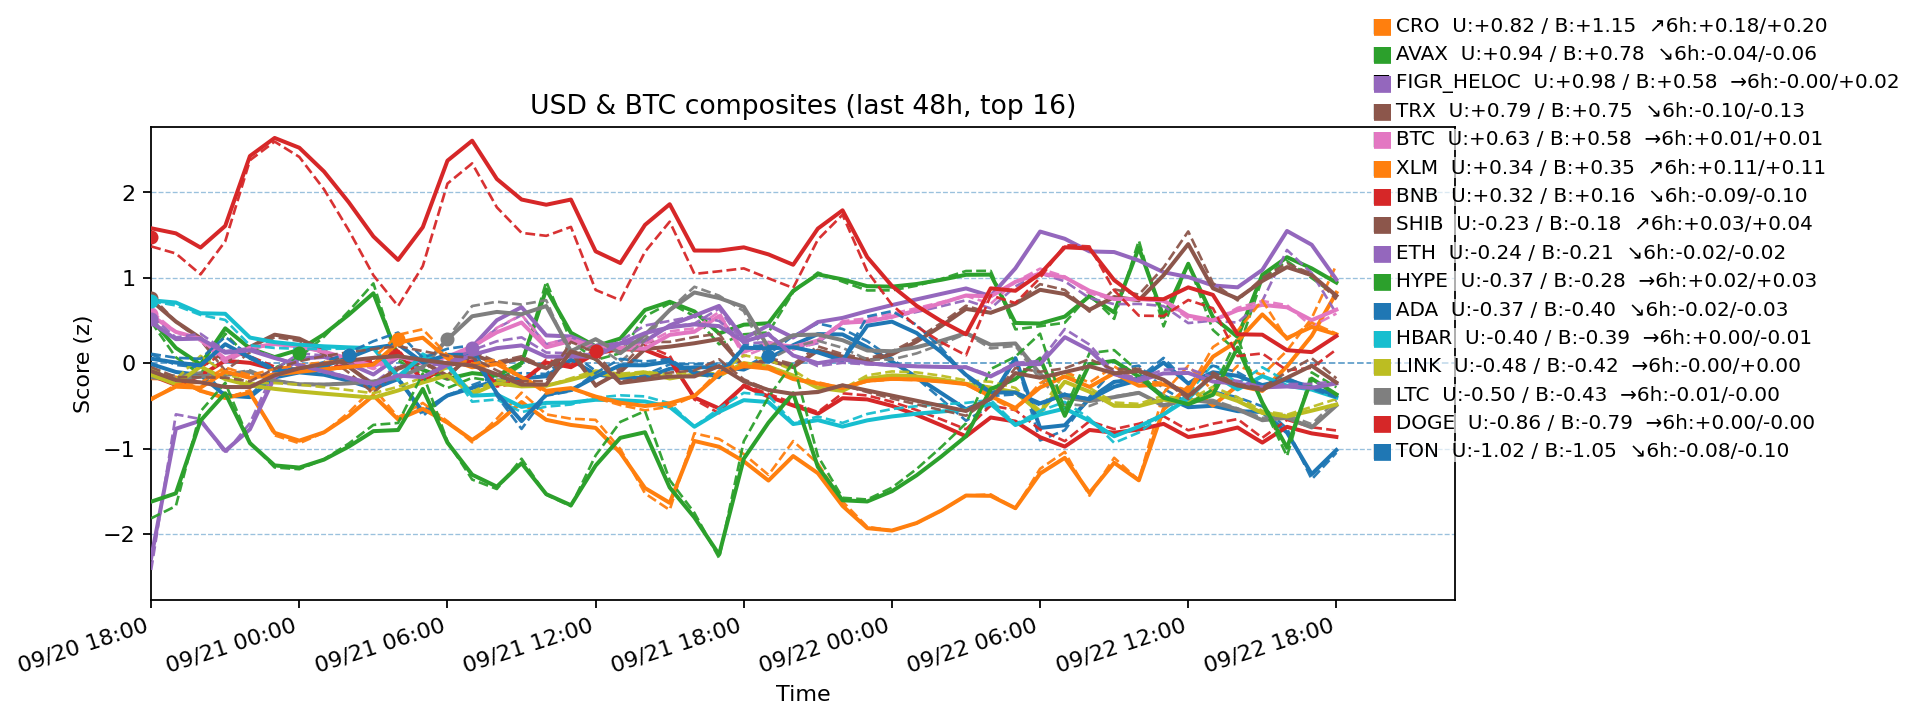 CRO U:+0.82 / B:+1.15 ↗6h:+0.18/+0.20
AVAX U:+0.94 / B:+0.78 ↘6h:-0.04/-0.06
FIGR_HELOC U:+0.98 / B:+0.58 →6h:-0.00/+0.02
TRX U:+0.79 / B:+0.75 ↘6h:-0.10/-0.13
BTC U:+0.63 / B:+0.58 →6h:+0.01/+0.01
XLM U:+0.34 / B:+0.35 ↗6h:+0.11/+0.11
BNB U:+0.32 / B:+0.16 ↘6h:-0.09/-0.10
SHIB U:-0.23 / B:-0.18 ↗6h:+0.03/+0.04
ETH U:-0.24 / B:-0.21 ↘6h:-0.02/-0.02
HYPE U:-0.37 / B:-0.28 →6h:+0.02/+0.03
ADA U:-0.37 / B:-0.40 ↘6h:-0.02/-0.03
HBAR U:-0.40 / B:-0.39 →6h:+0.00/-0.01
LINK U:-0.48 / B:-0.42 →6h:-0.00/+0.00
LTC U:-0.50 / B:-0.43 →6h:-0.01/-0.00
DOGE U:-0.86 / B:-0.79 →6h:+0.00/-0.00
TON U:-1.02 / B:-1.05 ↘6h:-0.08/-0.10
USD & BTC composites (last 48h, top 16)
Score (z)
2
1
0
−1
−2
09/20 18:00
09/21 00:00
09/21 06:00
09/21 12:00
09/21 18:00
09/22 00:00
09/22 06:00
09/22 12:00
09/22 18:00
Time